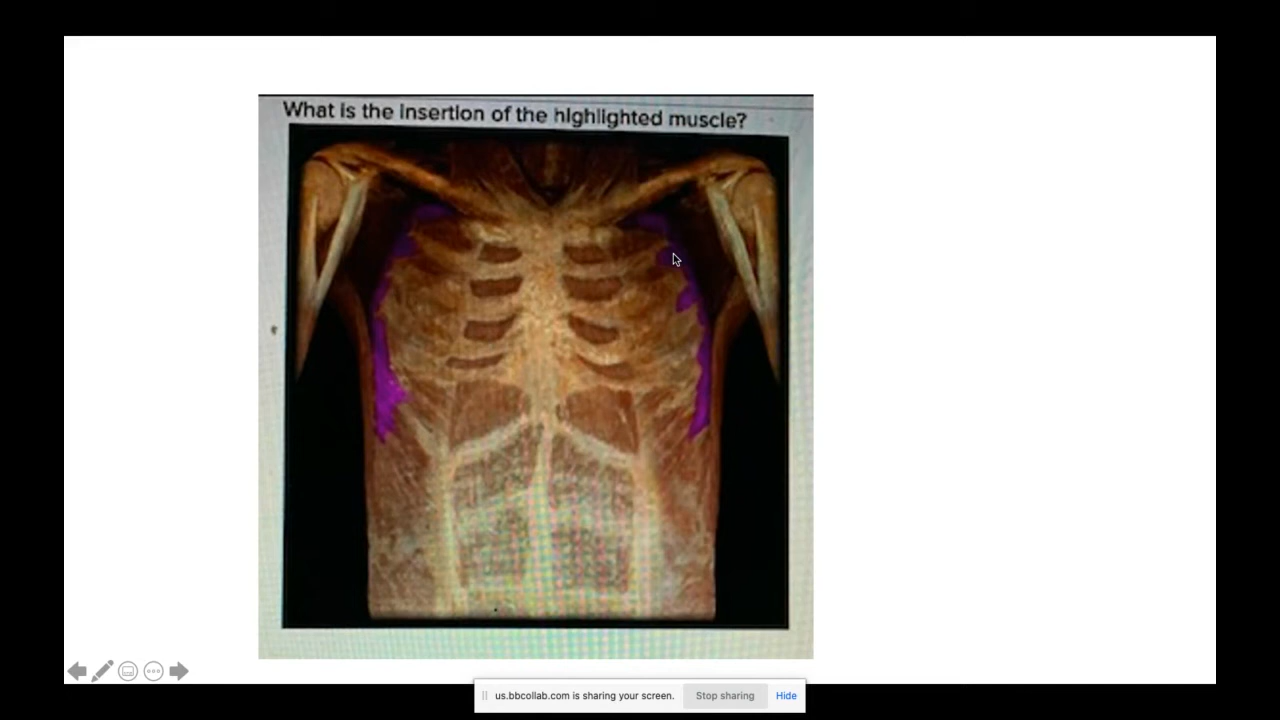 What is the insertion of the highlighted muscle?
us.bbcollab.com is sharing your screen.
Stop sharing
Hide